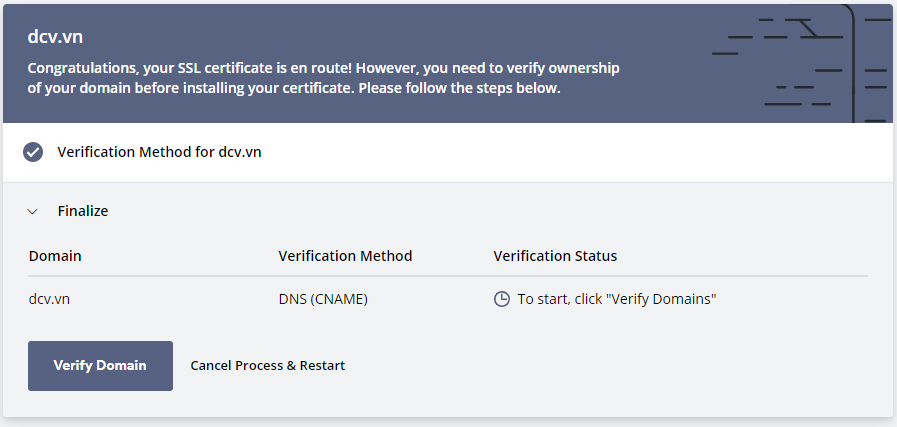 dcv.vn
Congratulations, your SSL certificate is en route! However, you need to verify ownership
of your domain before installing your certificate. Please follow the steps below.
Verification Method for dcv.vn
Finalize
Domain Verification Method Verification Status
dcv.vn DNS (CNAME) To start, click "Verify Domains"
Verify Domain Cancel Process & Restart